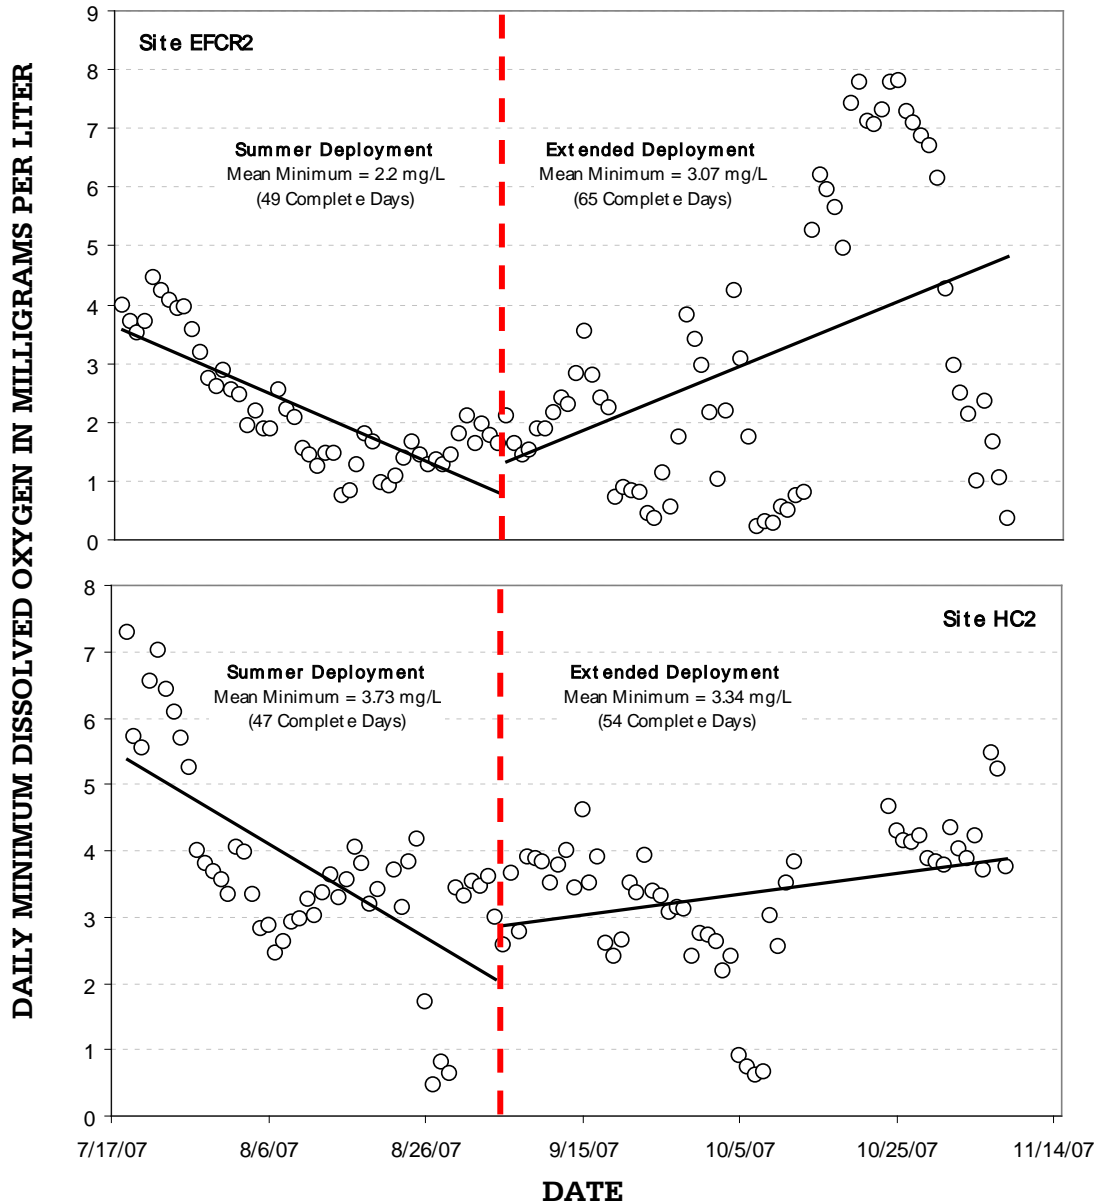 DAILY MINIMUM DISSOLVED OXYGEN IN MILLIGRAMS PER LITER
9
8
7
6
5
4
3
2
1
0
Site EFCR2
Summer Deployment
Mean Minimum = 2.2 mg/L
(49 Complete Days)
Extended Deployment
Mean Minimum = 3.07 mg/L
(65 Complete Days)
8
7
6
5
4
3
2
1
0
Site HC2
Summer Deployment
Mean Minimum = 3.73 mg/L
(47 Complete Days)
Extended Deployment
Mean Minimum = 3.34 mg/L
(54 Complete Days)
7/17/07 8/6/07 8/26/07 9/15/07 10/5/07 10/25/07 11/14/07
DATE